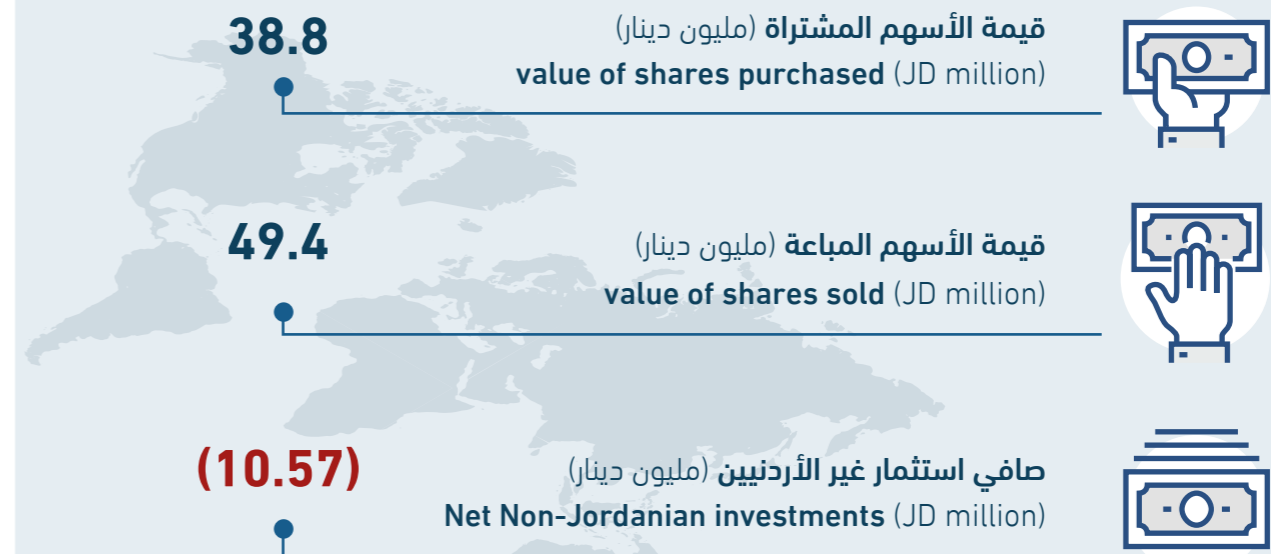 قيمة الأسهم المشتراة (مليون دينار)
38.8
value of shares purchased (JD million)
قيمة الأسهم المباعة (مليون دينار)
49.4
value of shares sold (JD million)
صافي استثمار غير الأردنيين (مليون دينار)
(10.57)
Net Non-Jordanian investments (JD million)